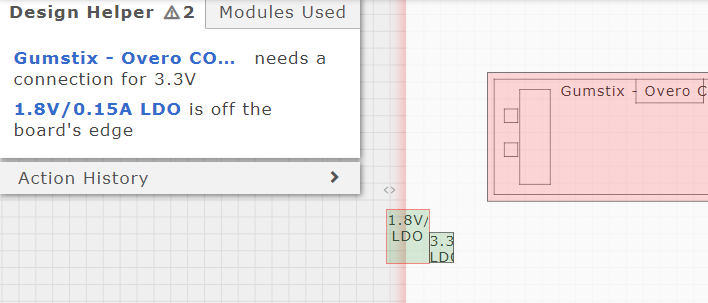 Design Helper ⚠2 Modules Used
Gumstix - Overo CO... needs a
connection for 3.3V
1.8V/0.15A LDO is off the
board's edge
Action History
Gumstix - Overo C
1.8V/
LDO
3.3
LD